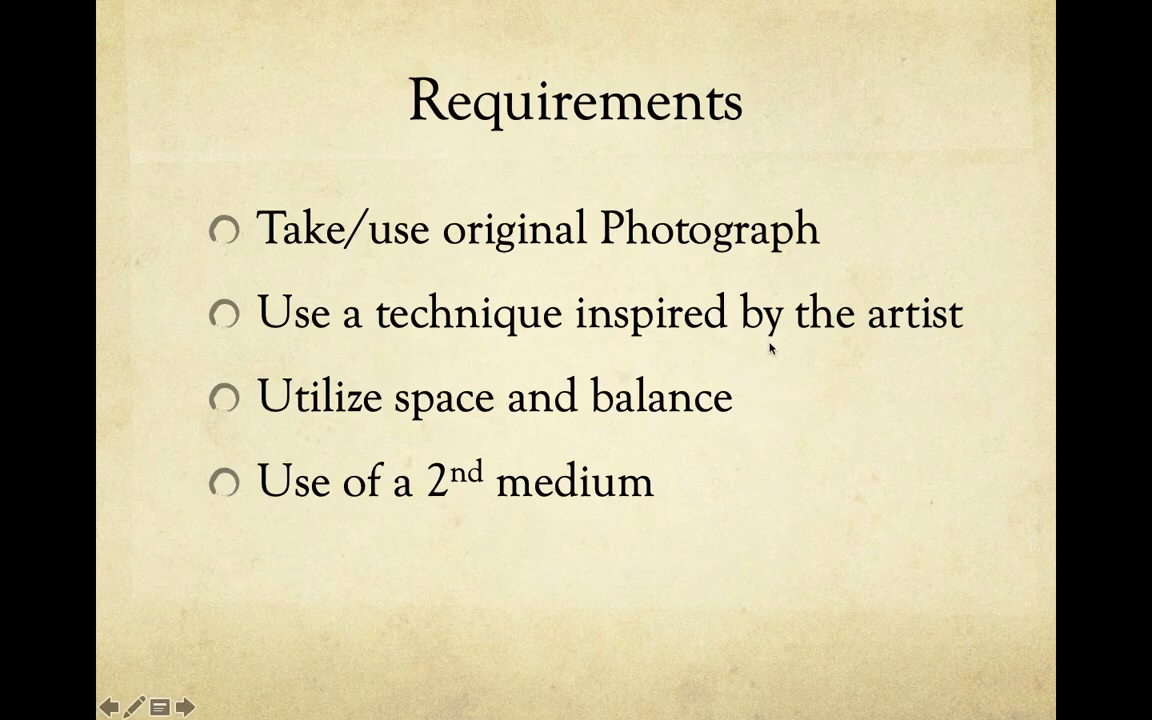 Requirements
Take/use original Photograph
Use a technique inspired by the artist
Utilize space and balance
Use of a 2nd medium